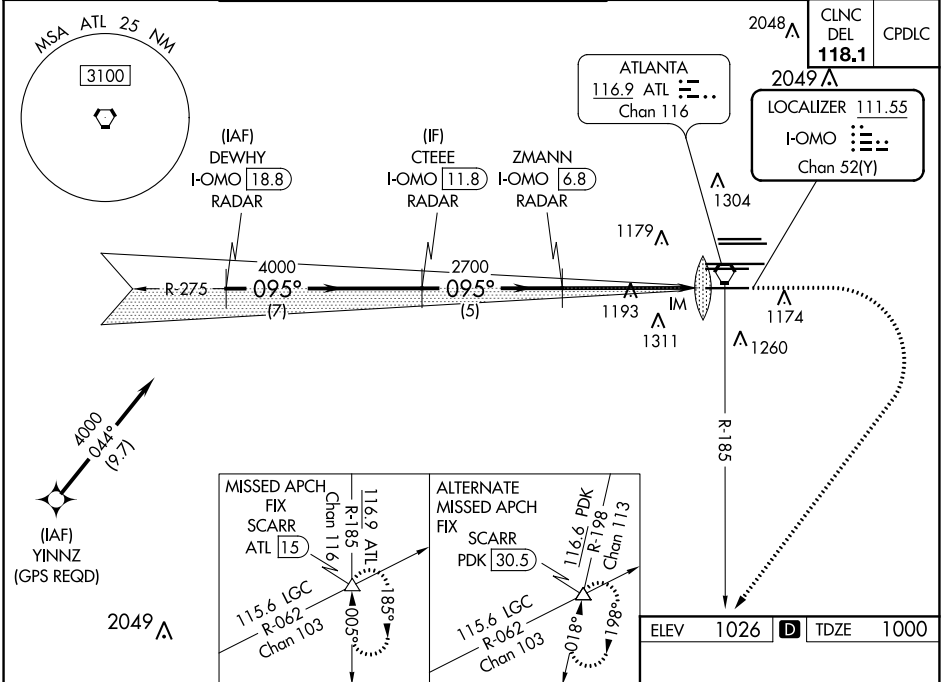 MSA ATL 25 NM
3100
2048
CLNC
DEL
118.1
CPDLC
ATLANTA
116.9 ATL
Chan 116
2049
LOCALIZER 111.55
I-OMO
Chan 52(Y)
(IAF)
DEWHY
I-OMO 18.8
RADAR
(IF)
CTEEE
I-OMO 11.8
RADAR
ZMANN
I-OMO 6.8
RADAR
1304
1179
R-275
4000
095°
(7)
2700
095°
(5)
1193
IM
1311
1174
1260
R-185
4000
044°
(9.7)
(IAF)
YINNZ
(GPS REQD)
2049
MISSED APCH
FIX
SCARR
ATL 15
116.9 ATL
R-185
Chan 116
115.6 LGC
R-062
Chan 103
005°
185°
ALTERNATE
MISSED APCH
FIX
SCARR
PDK 30.5
116.6 PDK
R-198
Chan 113
115.6 LGC
R-062
Chan 103
018°
198°
ELEV 1026 D TDZE 1000